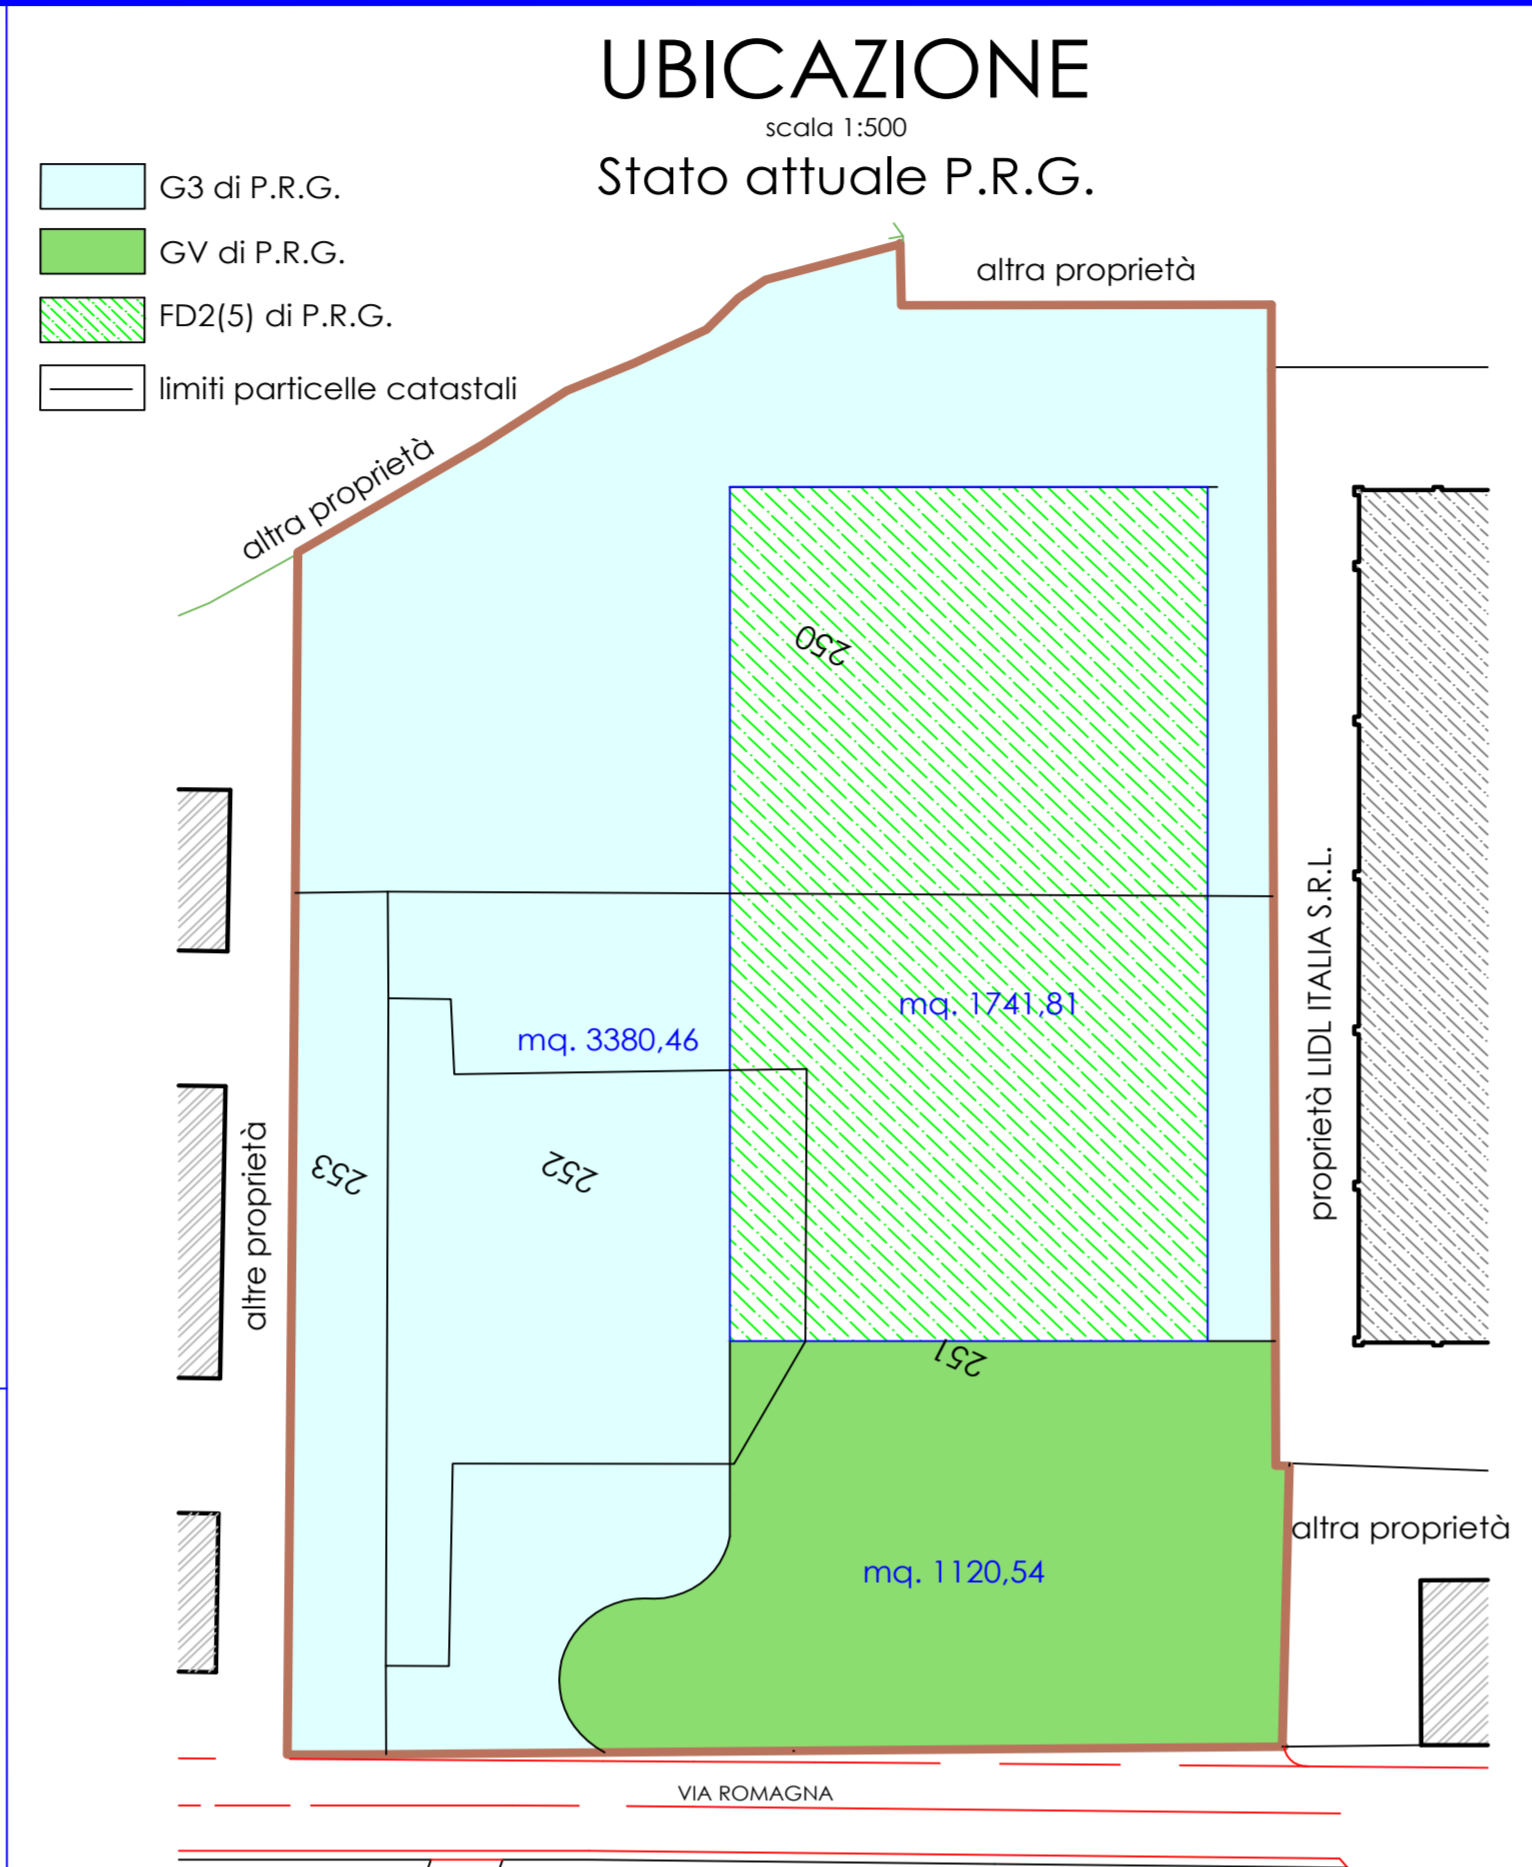 UBICAZIONE
scala 1:500
Stato attuale P.R.G.
G3 di P.R.G.
GV di P.R.G.
FD2(5) di P.R.G.
limiti particelle catastali
altra proprietà
altra proprietà
250
mq. 1741,81
mq. 3380,46
proprietà LIDL ITALIA S.R.L.
altre proprietà
253
252
251
altra proprietà
mq. 1120,54
VIA ROMAGNA